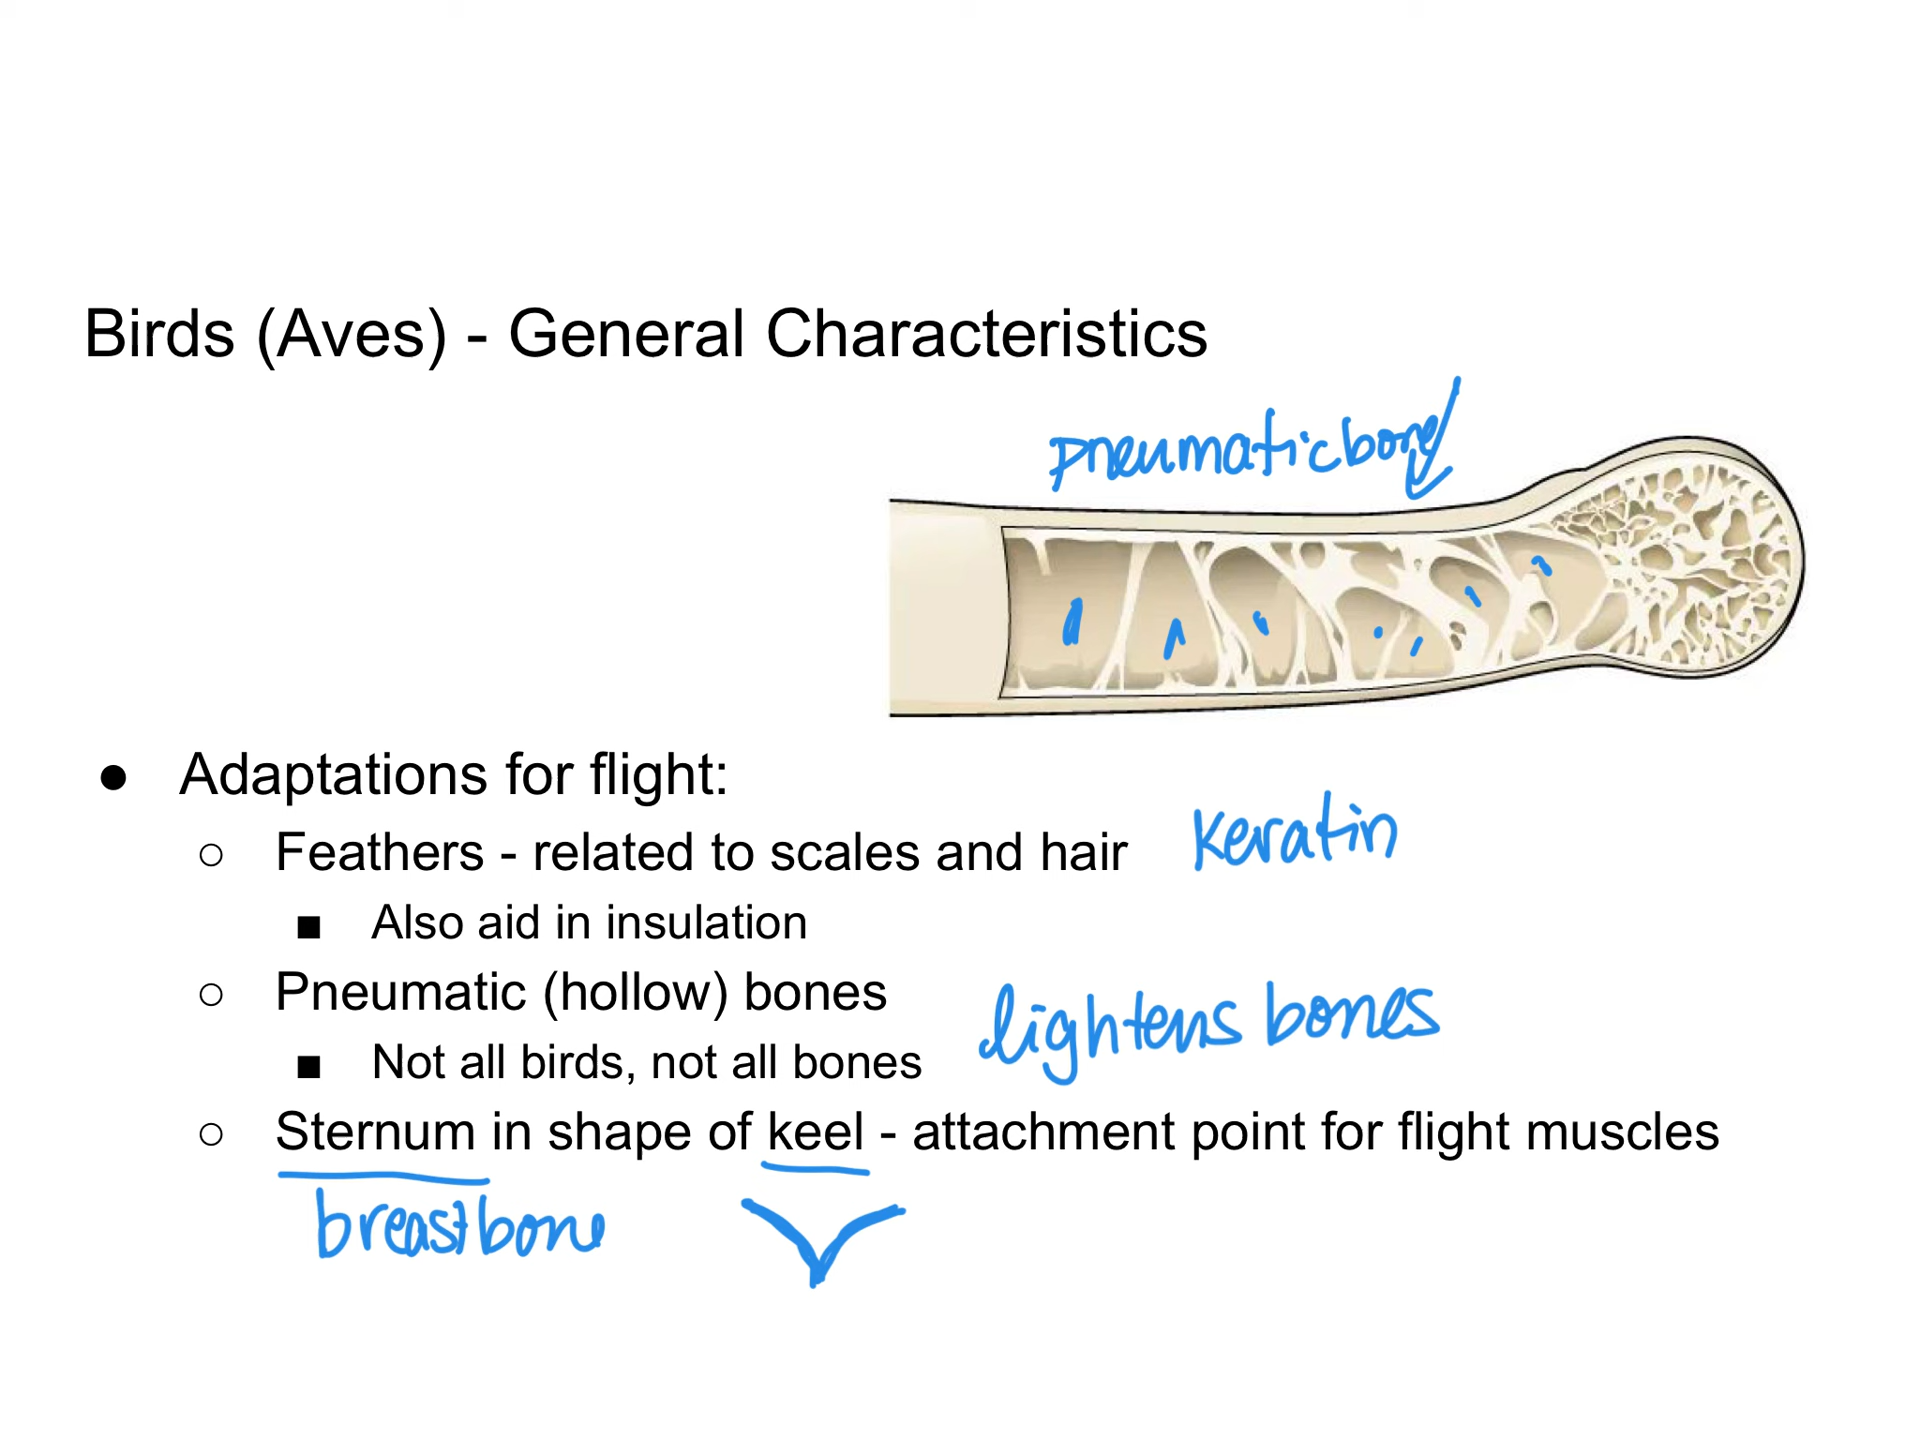 Birds (Aves) - General Characteristics
pneumatic bone
● Adaptations for flight:
○ Feathers - related to scales and hair
keratin
■ Also aid in insulation
○ Pneumatic (hollow) bones
lightens bones
■ Not all birds, not all bones
○ Sternum in shape of keel - attachment point for flight muscles
breastbone